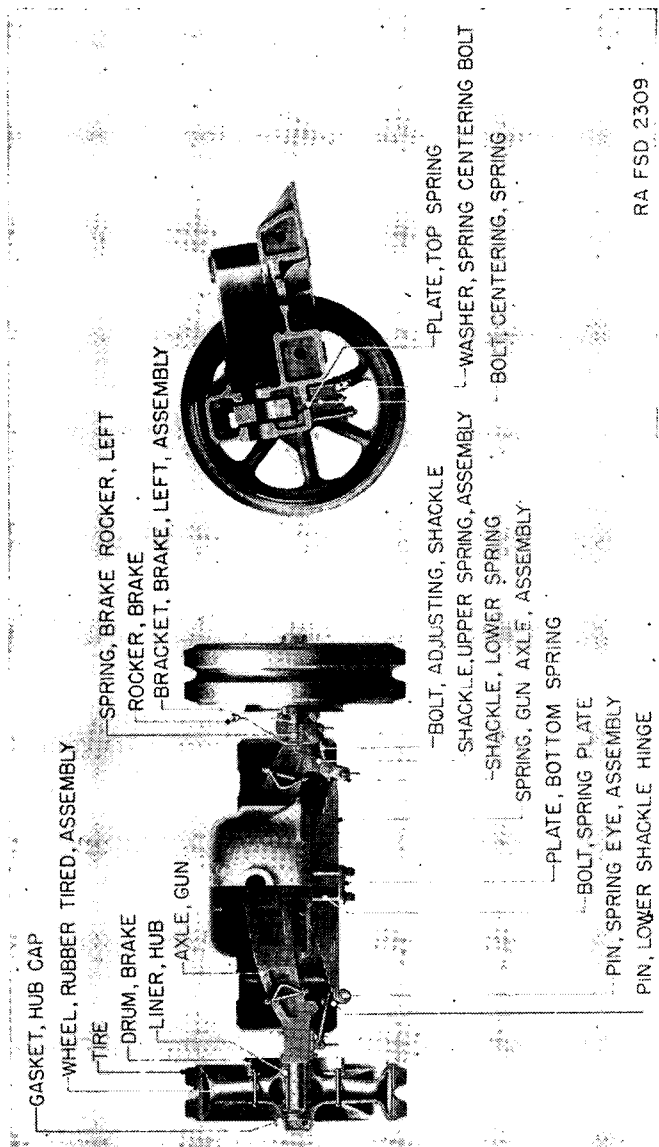 GASKET, HUB CAP
WHEEL, RUBBER TIRED, ASSEMBLY
TIRE
DRUM, BRAKE
LINER, HUB
AXLE, GUN
SPRING, BRAKE ROCKER, LEFT
ROCKER, BRAKE
BRACKET, BRAKE, LEFT, ASSEMBLY
BOLT, ADJUSTING, SHACKLE
SHACKLE, UPPER SPRING, ASSEMBLY
SHACKLE, LOWER SPRING
SPRING, GUN AXLE, ASSEMBLY
PLATE, BOTTOM SPRING
BOLT, SPRING PLATE
PIN, SPRING EYE, ASSEMBLY
PIN, LOWER SHACKLE HINGE
PLATE, TOP SPRING
WASHER, SPRING CENTERING BOLT
BOLT, CENTERING, SPRING
RA FSD 2309